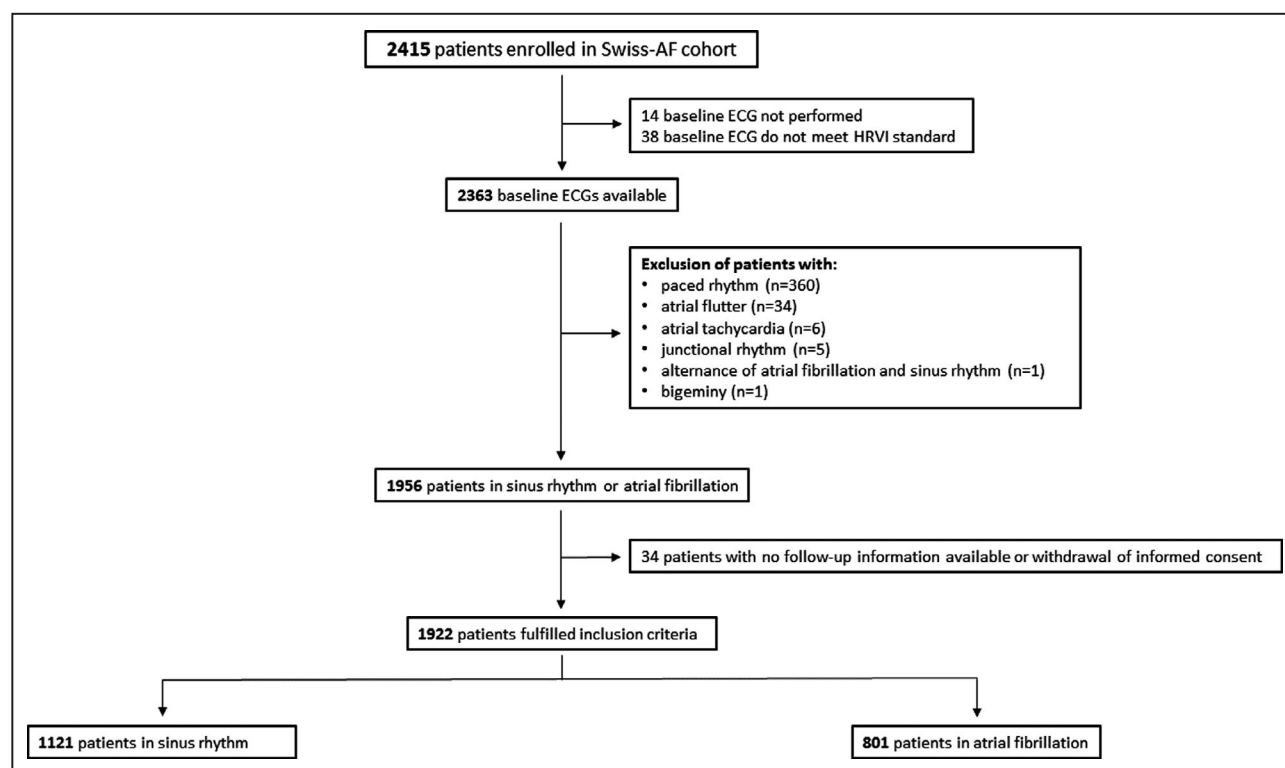 2415 patients enrolled in Swiss-AF cohort
14 baseline ECG not performed
38 baseline ECG do not meet HRVI standard
2363 baseline ECGs available
Exclusion of patients with:
• paced rhythm (n=360)
• atrial flutter (n=34)
• atrial tachycardia (n=6)
• junctional rhythm (n=5)
• alternance of atrial fibrillation and sinus rhythm (n=1)
• bigeminy (n=1)
1956 patients in sinus rhythm or atrial fibrillation
34 patients with no follow-up information available or withdrawal of informed consent
1922 patients fulfilled inclusion criteria
1121 patients in sinus rhythm
801 patients in atrial fibrillation